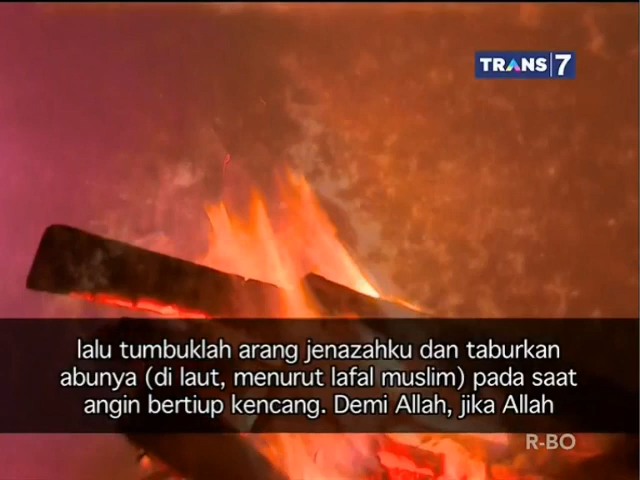 TRANS|7
lalu tumbuklah arang jenazahku dan taburkan
abunya (di laut, menurut lafal muslim) pada saat
angin bertiup kencang. Demi Allah, jika Allah
R-BO